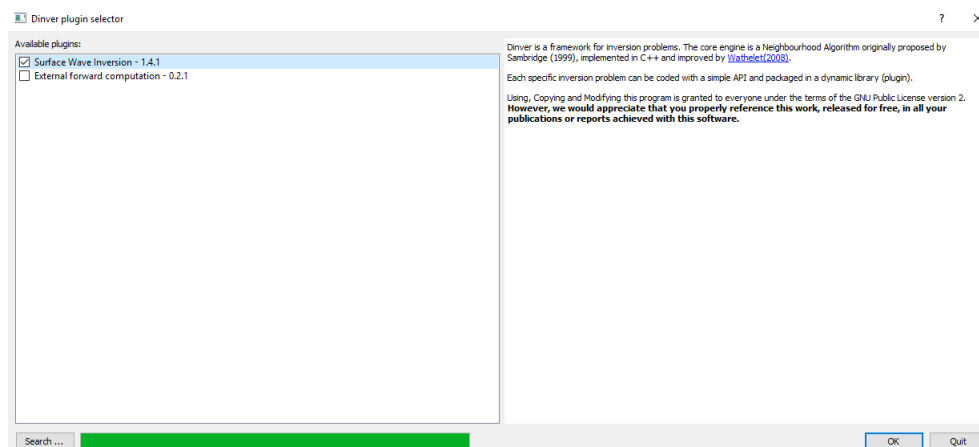 Dinver plugin selector
?
Available plugins:
Surface Wave Inversion - 1.4.1
External forward computation - 0.2.1
Dinver is a framework for inversion problems. The core engine is a Neighbourhood Algorithm originally proposed by
Sambridge (1999), implemented in C++ and improved by Wathelet(2008).
Each specific inversion problem can be coded with a simple API and packaged in a dynamic library (plugin).
Using, Copying and Modifying this program is granted to everyone under the terms of the GNU Public License version 2.
However, we would appreciate that you properly reference this work, released for free, in all your
publications or reports achieved with this software.
Search ...
OK
Quit